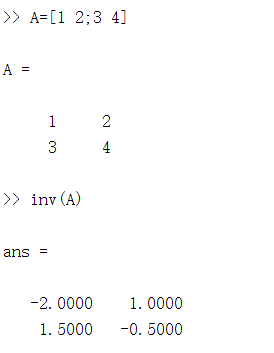 >> A=[1 2;3 4]
A =
1 2
3 4
>> inv(A)
ans =
-2.0000 1.0000
1.5000 -0.5000